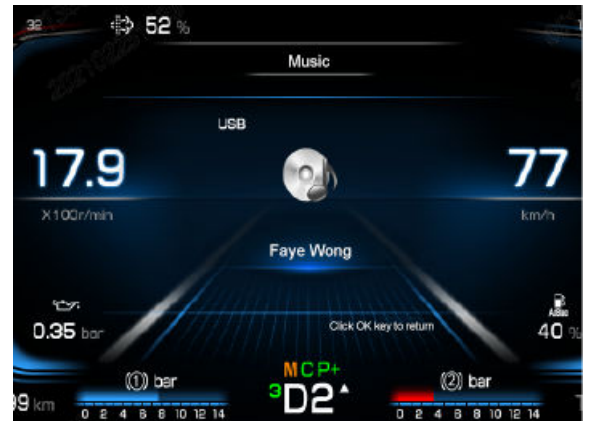 32
52 %
Music
USB
17.9
X100r/min
77
km/h
Faye Wong
0.35 bar
Click OK key to return
AdBlue
40 %
MCP+
3D2
(1) bar
0 2 4 6 8 10 12 14
(2) bar
0 2 4 6 8 10 12 14
9 km